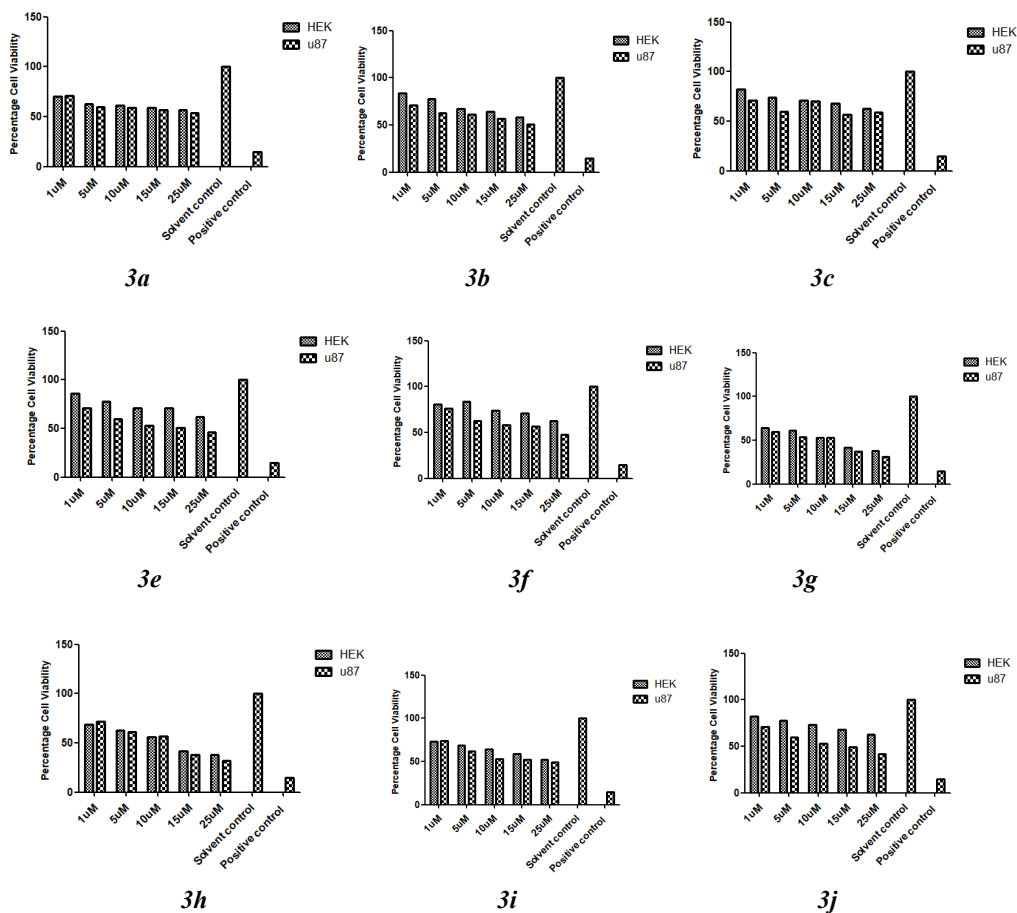 Percentage Cell Viability
150
100
50
0
1uM
5uM
10uM
15uM
25uM
Solvent control
Positive control
HEK
u87
3a
Percentage Cell Viability
150
100
50
0
1uM
5uM
10uM
15uM
25uM
Solvent control
Positive control
HEK
u87
3b
Percentage Cell Viability
150
100
50
0
1uM
5uM
10uM
15uM
25uM
Solvent control
Positive control
HEK
u87
3c
Percentage Cell Viability
150
100
50
0
1uM
5uM
10uM
15uM
25uM
Solvent control
Positive control
HEK
u87
3e
Percentage Cell Viability
150
100
50
0
1uM
5uM
10uM
15uM
25uM
Solvent control
Positive control
HEK
u87
3f
Percentage Cell Viability
150
100
50
0
1uM
5uM
10uM
15uM
25uM
Solvent control
Positive control
HEK
u87
3g
Percentage Cell Viability
150
100
50
0
1uM
5uM
10uM
15uM
25uM
Solvent control
Positive control
HEK
u87
3h
Percentage Cell Viability
150
100
50
0
1uM
5uM
10uM
15uM
25uM
Solvent control
Positive control
HEK
u87
3i
Percentage Cell Viability
150
100
50
0
1uM
5uM
10uM
15uM
25uM
Solvent control
Positive control
HEK
u87
3j